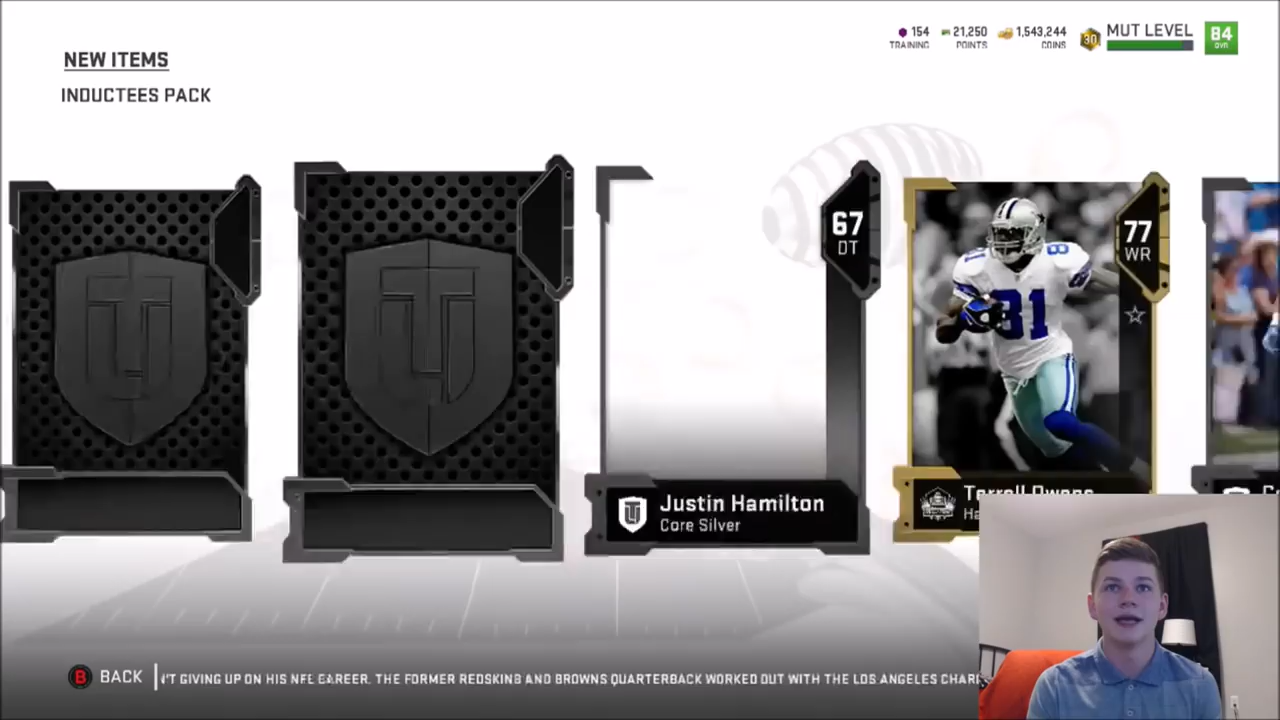 NEW ITEMS
INDUCTEES PACK
154
TRAINING
21,250
POINTS
1,543,244
COINS
30
MUT LEVEL
84
OVR
67
DT
77
WR
81
Justin Hamilton
Core Silver
Terrell Owens
Ha
B BACK
'T GIVING UP ON HIS NFL CAREER. THE FORMER REDSKINS AND BROWNS QUARTERBACK WORKED OUT WITH THE LOS ANGELES CHAR